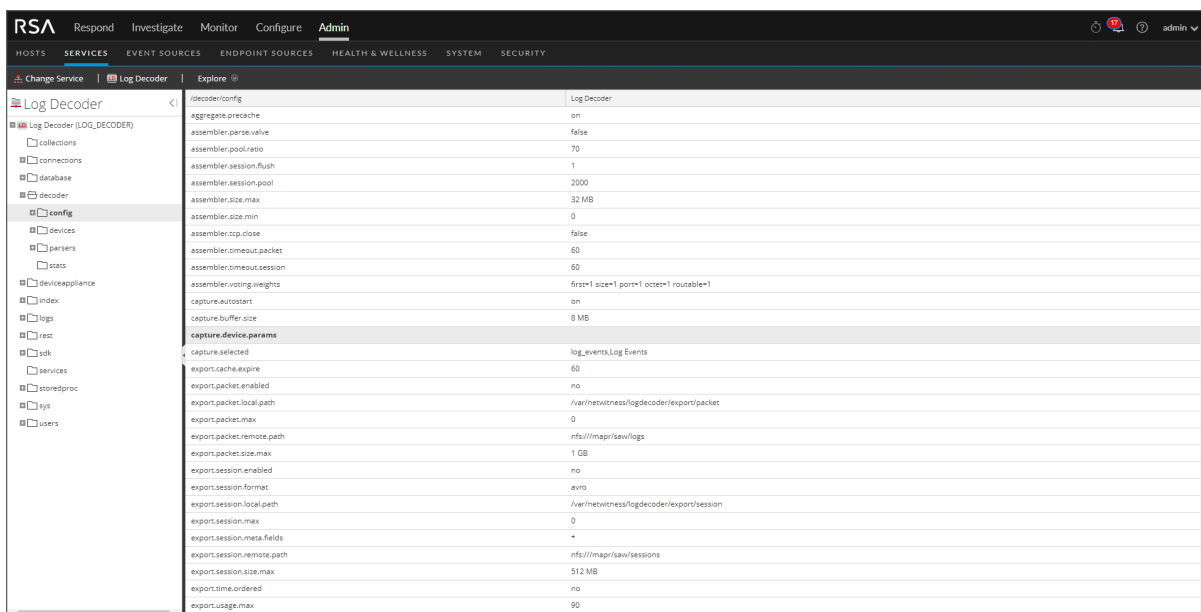 RSA Respond Investigate Monitor Configure Admin 17 admin
HOSTS SERVICES EVENT SOURCES ENDPOINT SOURCES HEALTH & WELLNESS SYSTEM SECURITY
Change Service | Log Decoder | Explore
Log Decoder
Log Decoder (LOG_DECODER)
collections
connections
database
decoder
config
devices
parsers
stats
deviceappliance
index
logs
rest
sdk
services
storedproc
sys
users
/decoder/config Log Decoder
aggregate.precache on
assembler.parse.valve false
assembler.pool.ratio 70
assembler.session.flush 1
assembler.session.pool 2000
assembler.size.max 32 MB
assembler.size.min 0
assembler.tcp.close false
assembler.timeout.packet 60
assembler.timeout.session 60
assembler.voting.weights first=1 size=1 port=1 octet=1 routable=1
capture.autostart on
capture.buffer.size 8 MB
capture.device.params
capture.selected log_events,Log Events
export.cache.expire 60
export.packet.enabled no
export.packet.local.path /var/netwitness/logdecoder/export/packet
export.packet.max 0
export.packet.remote.path nfs:///mapr/saw/logs
export.packet.size.max 1 GB
export.session.enabled no
export.session.format avro
export.session.local.path /var/netwitness/logdecoder/export/session
export.session.max 0
export.session.meta.fields *
export.session.remote.path nfs:///mapr/saw/sessions
export.session.size.max 512 MB
export.time.ordered no
export.usage.max 90